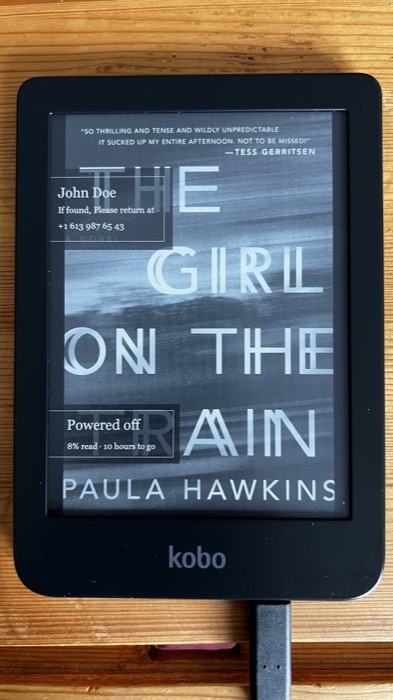 "SO THRILLING AND TENSE AND WILDLY UNPREDICTABLE
IT SUCKED UP MY ENTIRE AFTERNOON. NOT TO BE MISSED!"
—TESS GERRITSEN
THE
John Doe
If found, Please return at
+1 613 987 65 43
A NOVEL
GIRL
ON THE
TRAIN
Powered off
8% read · 10 hours to go
PAULA HAWKINS
kobo